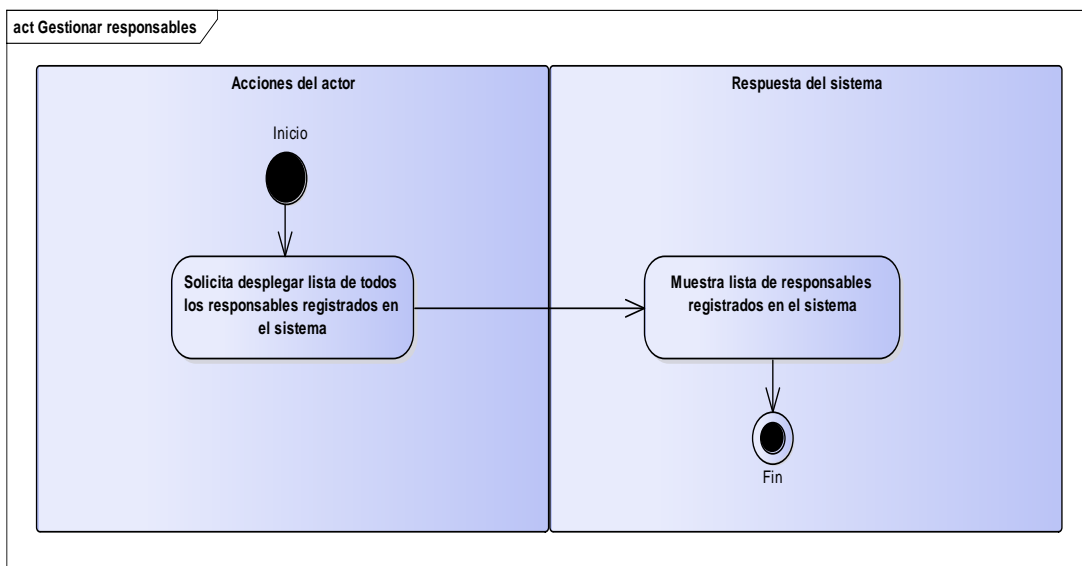 act Gestionar responsables
Acciones del actor
Respuesta del sistema
Inicio
Solicita desplegar lista de todos
los responsables registrados en
el sistema
Muestra lista de responsables
registrados en el sistema
Fin